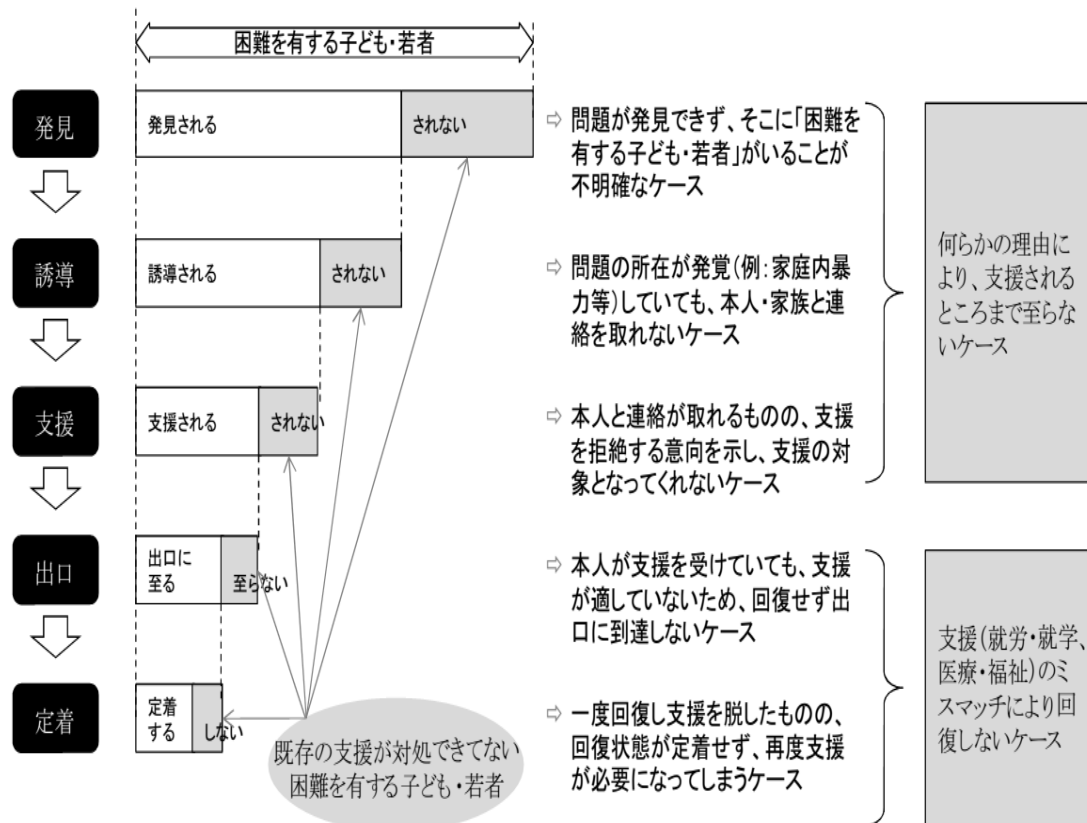 困難を有する子ども・若者
発見
発見される
されない
⇨ 問題が発見できず、そこに「困難を
有する子ども・若者」がいることが
不明確なケース
誘導
誘導される
されない
⇨ 問題の所在が発覚(例:家庭内暴
力等)していても、本人・家族と連
絡を取れないケース
支援
支援される
されない
⇨ 本人と連絡が取れるものの、支援
を拒絶する意向を示し、支援の対
象となってくれないケース
何らかの理由に
より、支援される
ところまで至らな
いケース
出口
出口に
至る
至らない
⇨ 本人が支援を受けていても、支援
が適していないため、回復せず出
口に到達しないケース
定着
定着
する
しない
⇨ 一度回復し支援を脱したものの、
回復状態が定着せず、再度支援
が必要になってしまうケース
支援(就労・就学、
医療・福祉)のミ
スマッチにより回
復しないケース
既存の支援が対処できてない
困難を有する子ども・若者